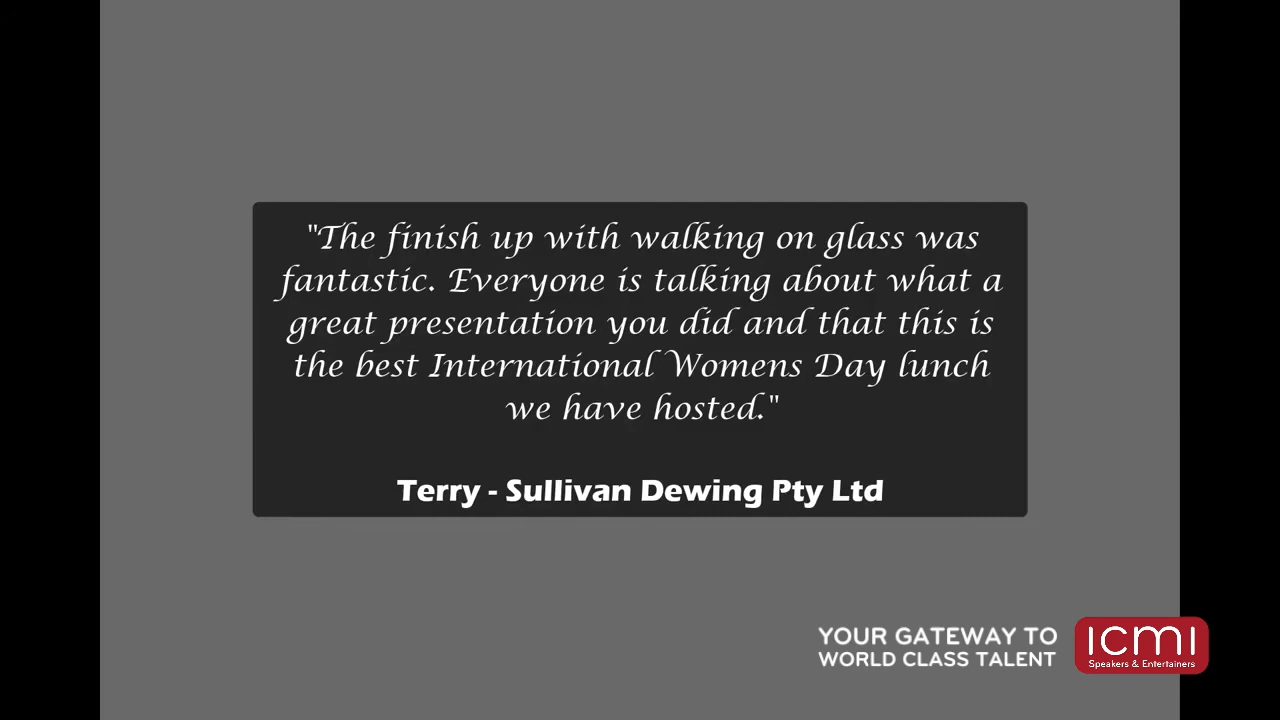 "The finish up with walking on glass was
fantastic. Everyone is talking about what a
great presentation you did and that this is
the best International Womens Day lunch
we have hosted."
Terry - Sullivan Dewing Pty Ltd
YOUR GATEWAY TO
WORLD CLASS TALENT
ICMI
Speakers & Entertainers